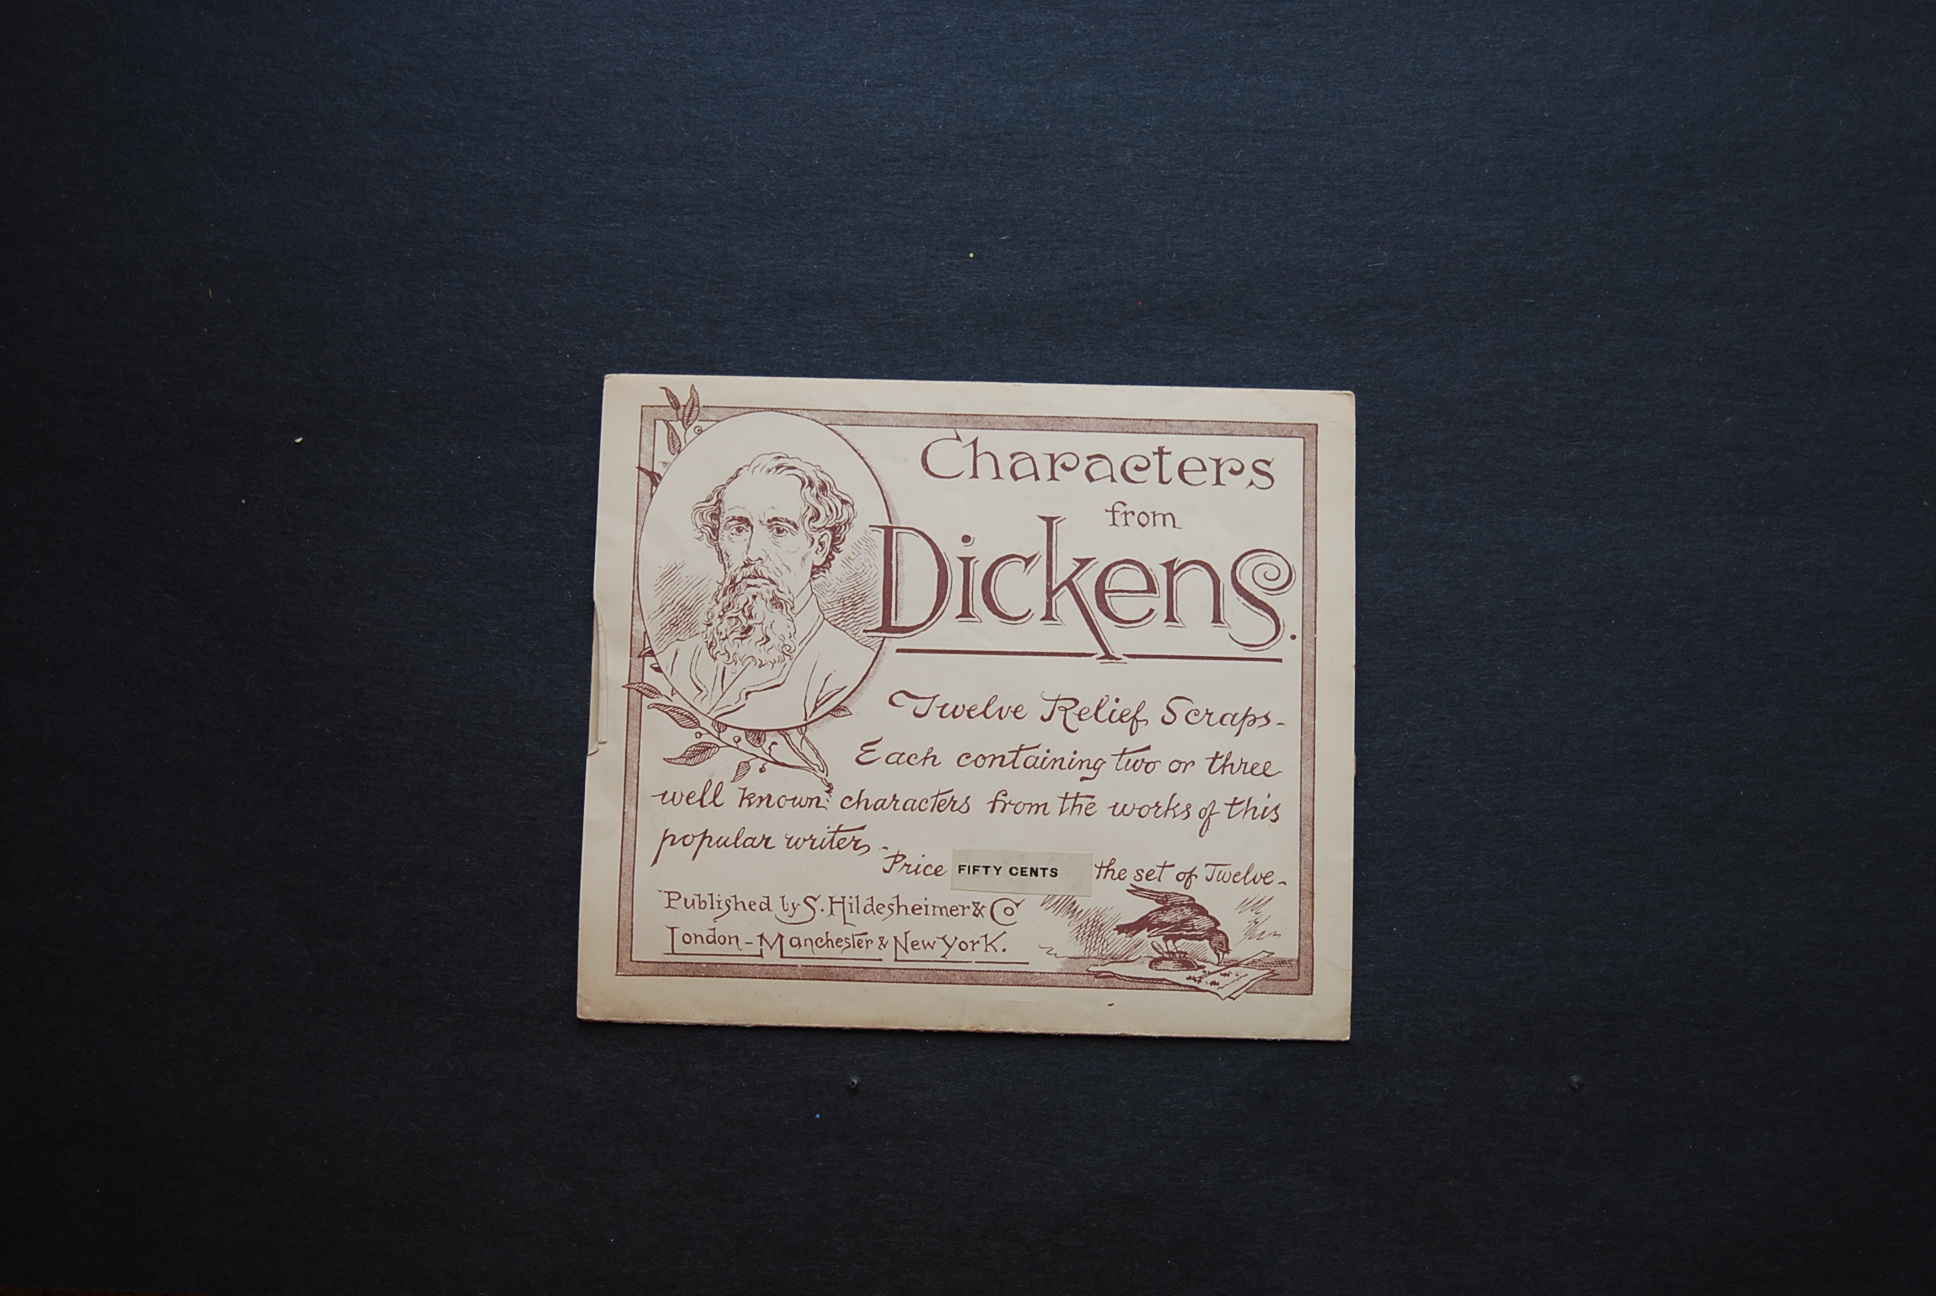 Characters
from
Dickens.
Twelve Relief Scraps-
Each containing two or three
well known characters from the works of this
popular writer,-
Price FIFTY CENTS the set of Twelve-
Published by S. Hildesheimer & Co
London - Manchester & New York.